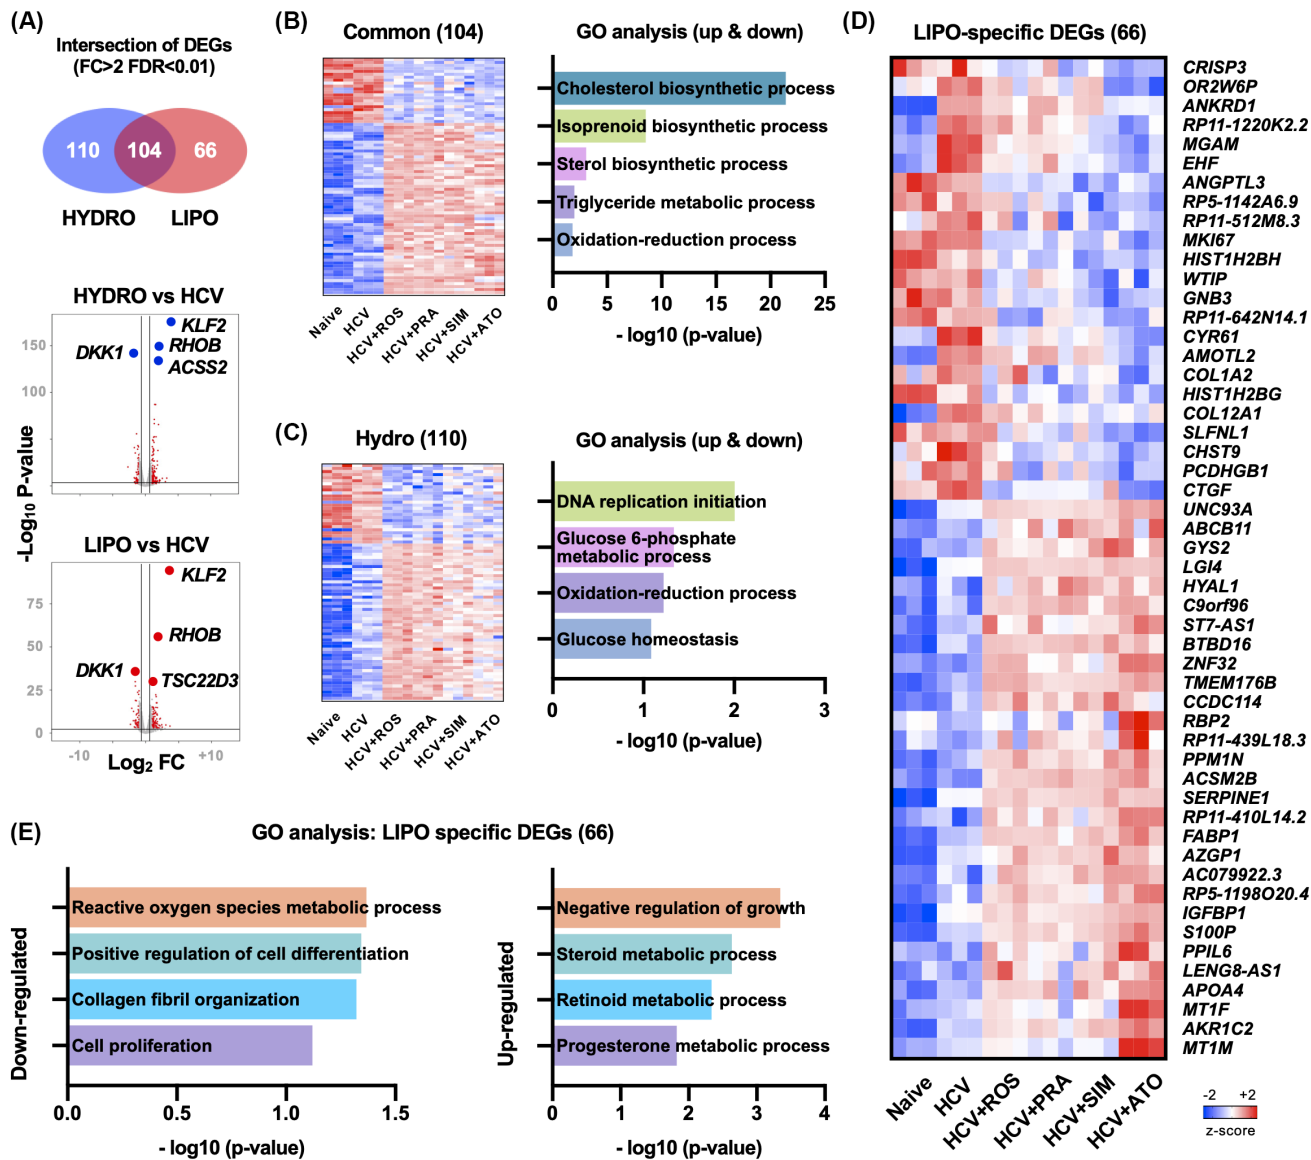 (A)
Intersection of DEGs
(FC>2 FDR<0.01)
110
104
66
HYDRO
LIPO
HYDRO vs HCV
KLF2
DKK1
RHOB
ACSS2
150
100
LIPO vs HCV
KLF2
RHOB
DKK1
TSC22D3
75
50
25
0
-10
+10
Log2 FC
-Log10 P-value
(B)
Common (104)
Naive
HCV
HCV+ROS
HCV+PRA
HCV+SIM
HCV+ATO
GO analysis (up & down)
Cholesterol biosynthetic process
Isoprenoid biosynthetic process
Sterol biosynthetic process
Triglyceride metabolic process
Oxidation-reduction process
0
5
10
15
20
25
- log10 (p-value)
(C)
Hydro (110)
Naive
HCV
HCV+ROS
HCV+PRA
HCV+SIM
HCV+ATO
GO analysis (up & down)
DNA replication initiation
Glucose 6-phosphate
metabolic process
Oxidation-reduction process
Glucose homeostasis
0
1
2
3
- log10 (p-value)
(D)
LIPO-specific DEGs (66)
CRISP3
OR2W6P
ANKRD1
RP11-1220K2.2
MGAM
EHF
ANGPTL3
RP5-1142A6.9
RP11-512M8.3
MKI67
HIST1H2BH
WTIP
GNB3
RP11-642N14.1
CYR61
AMOTL2
COL1A2
HIST1H2BG
COL12A1
SLFNL1
CHST9
PCDHGB1
CTGF
UNC93A
ABCB11
GYS2
LGI4
HYAL1
C9orf96
ST7-AS1
BTBD16
ZNF32
TMEM176B
CCDC114
RBP2
RP11-439L18.3
PPM1N
ACSM2B
SERPINE1
RP11-410L14.2
FABP1
AZGP1
AC079922.3
RP5-1198O20.4
IGFBP1
S100P
PPIL6
LENG8-AS1
APOA4
MT1F
AKR1C2
MT1M
Naive
HCV
HCV+ROS
HCV+PRA
HCV+SIM
HCV+ATO
-2
+2
z-score
(E)
GO analysis: LIPO specific DEGs (66)
Down-regulated
Reactive oxygen species metabolic process
Positive regulation of cell differentiation
Collagen fibril organization
Cell proliferation
0.0
0.5
1.0
1.5
- log10 (p-value)
Up-regulated
Negative regulation of growth
Steroid metabolic process
Retinoid metabolic process
Progesterone metabolic process
0
1
2
3
4
- log10 (p-value)